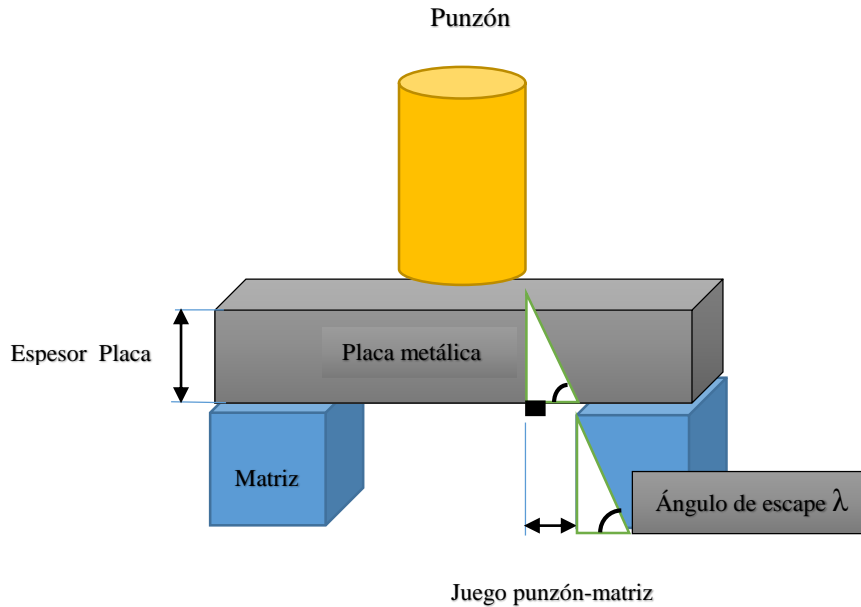 Punzón
Espesor Placa
Placa metálica
Matriz
Ángulo de escape λ
Juego punzón-matriz